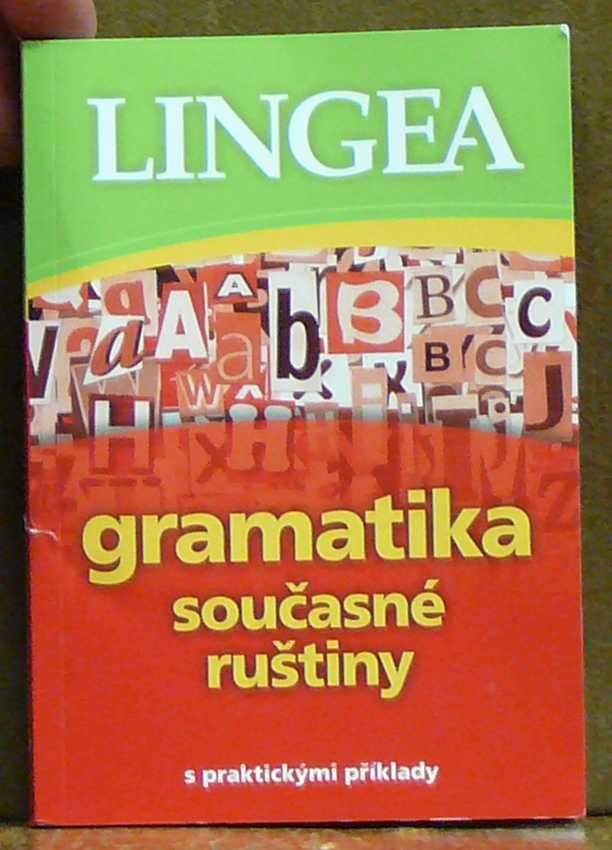 LINGEA
gramatika
současné
ruštiny
s praktickými příklady